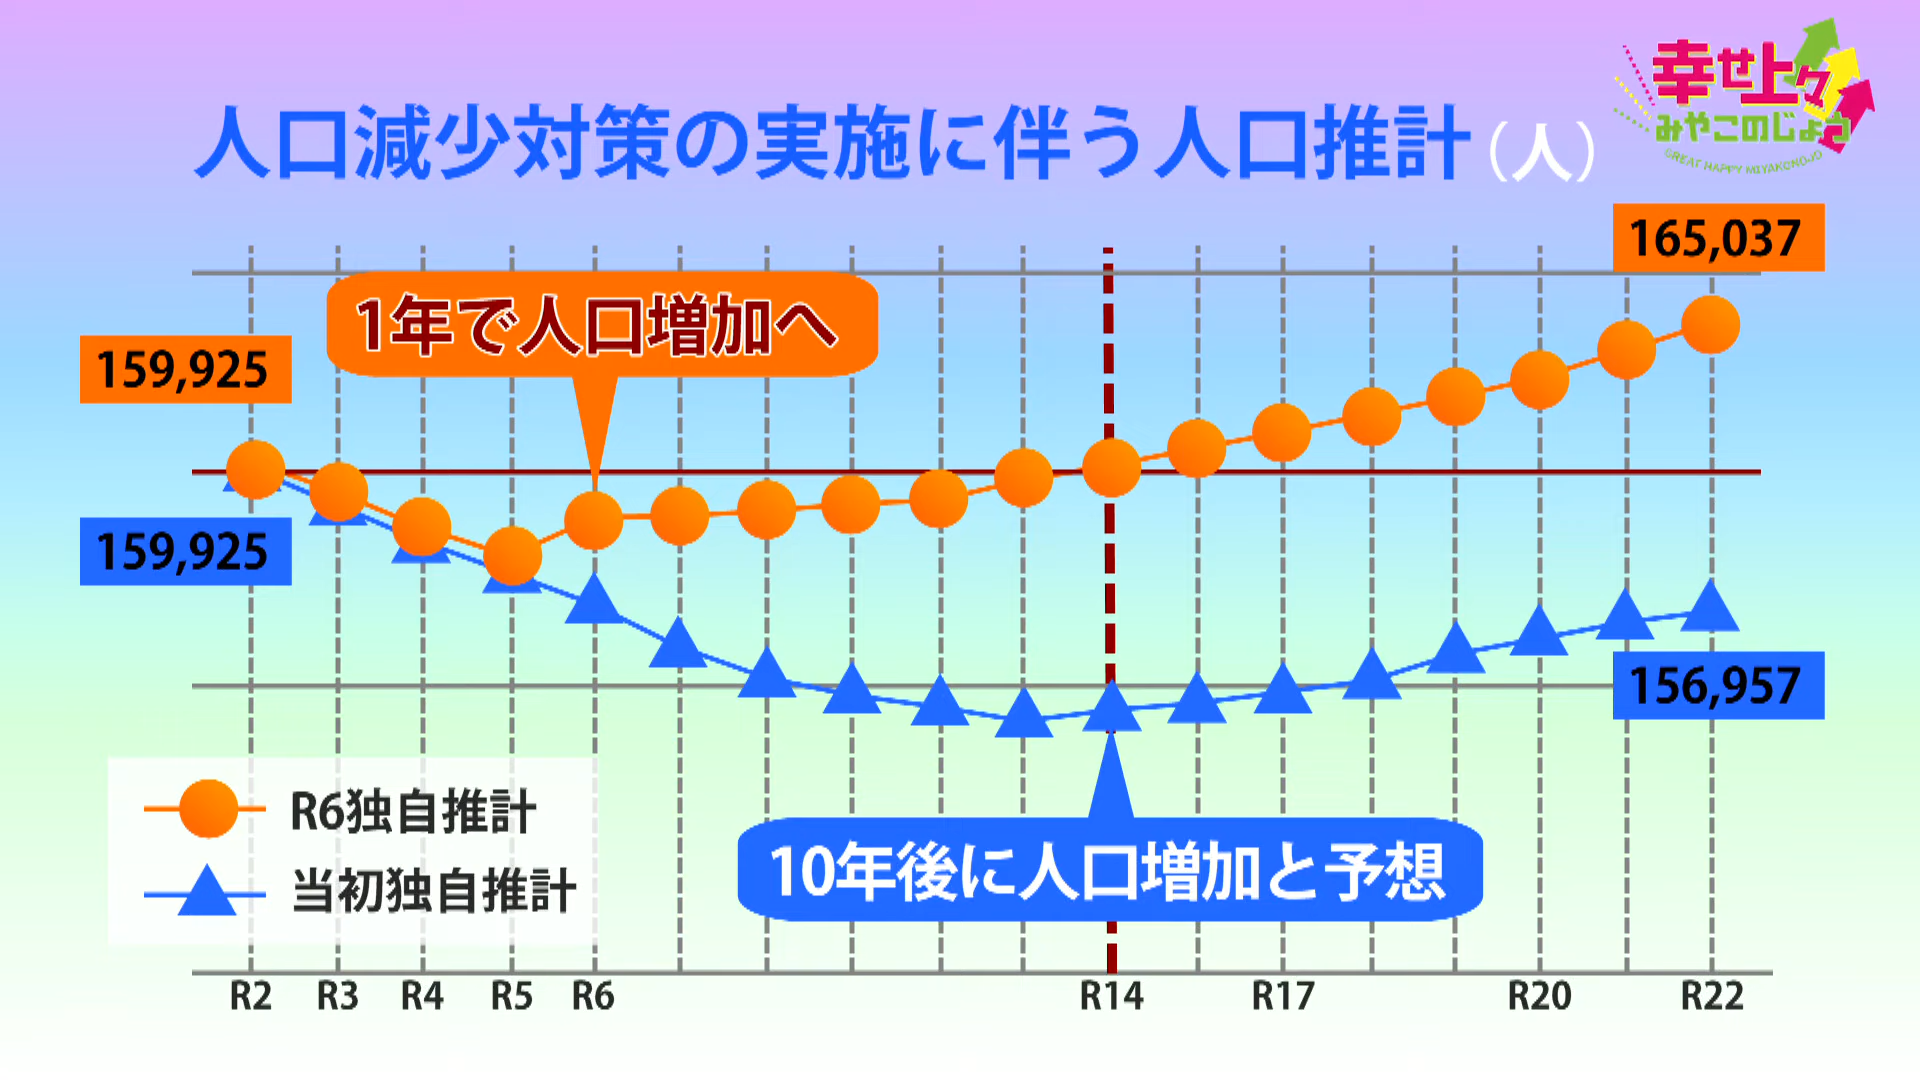 人口減少対策の実施に伴う人口推計（人）
幸せ上々
みやこのじょう
GREAT HAPPY MIYAKONOJO
165,037
1年で人口増加へ
159,925
159,925
156,957
R6独自推計
当初独自推計
10年後に人口増加と予想
R2 R3 R4 R5 R6 R14 R17 R20 R22